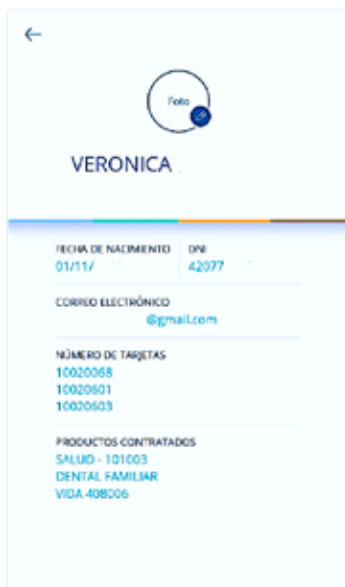 Foto
VERONICA
FECHA DE NACIMIENTO DNI
01/11/ 42077
CORREO ELECTRÓNICO
@gmail.com
NÚMERO DE TARJETAS
10020068
10020601
10020603
PRODUCTOS CONTRATADOS
SALUD - 101003
DENTAL FAMILIAR
VIDA 408006